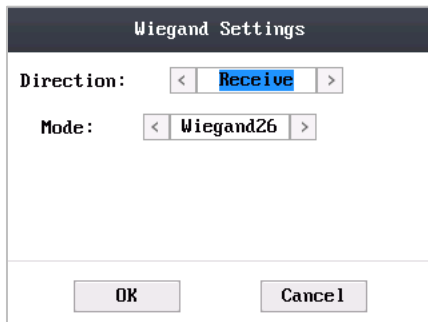 Wiegand Settings
Direction: < Receive >
Mode: < Wiegand26 >
OK Cancel